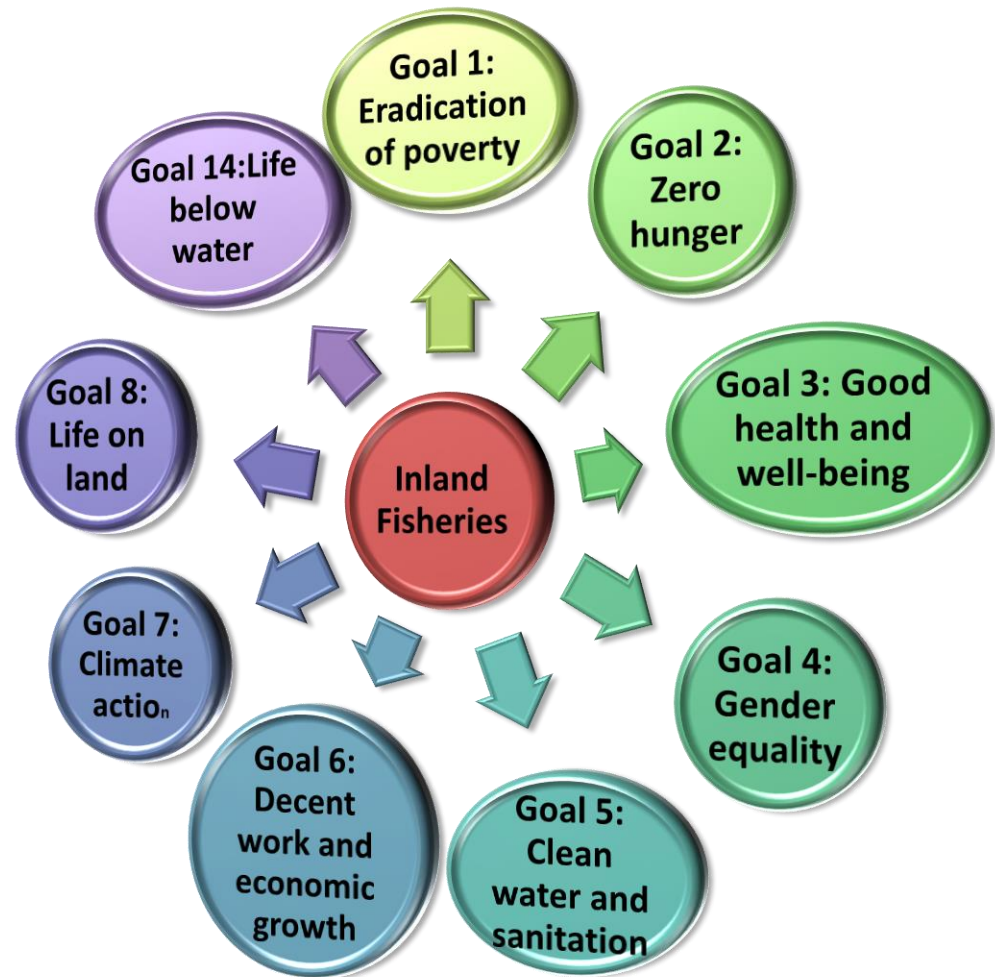 Goal 1:
Eradication
of poverty
Goal 2:
Zero
hunger
Goal 3: Good
health and
well-being
Goal 4:
Gender
equality
Goal 5:
Clean
water and
sanitation
Goal 6:
Decent
work and
economic
growth
Goal 7:
Climate
action
Goal 8:
Life on
land
Goal 14:Life
below
water
Inland
Fisheries